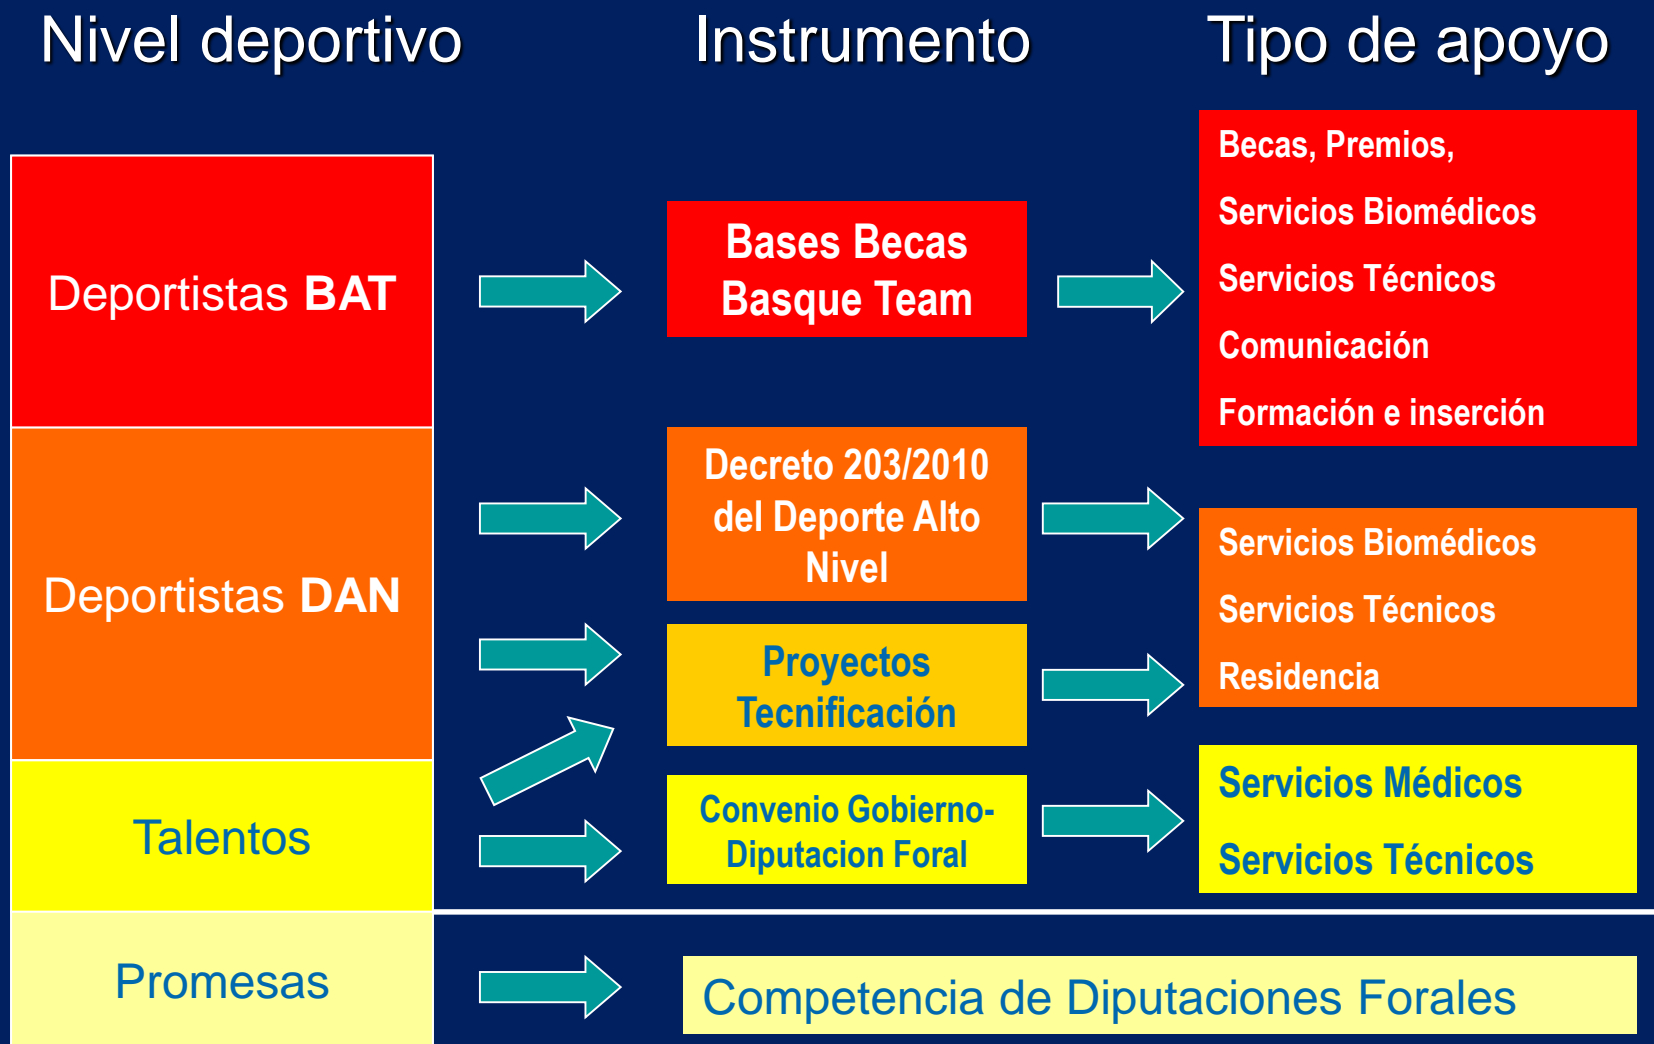 Nivel deportivo
Instrumento
Tipo de apoyo
Deportistas BAT
Bases Becas
Basque Team
Becas, Premios,
Servicios Biomédicos
Servicios Técnicos
Comunicación
Formación e inserción
Deportistas DAN
Decreto 203/2010
del Deporte Alto
Nivel
Proyectos
Tecnificación
Servicios Biomédicos
Servicios Técnicos
Residencia
Talentos
Convenio Gobierno-
Diputacion Foral
Servicios Médicos
Servicios Técnicos
Promesas
Competencia de Diputaciones Forales